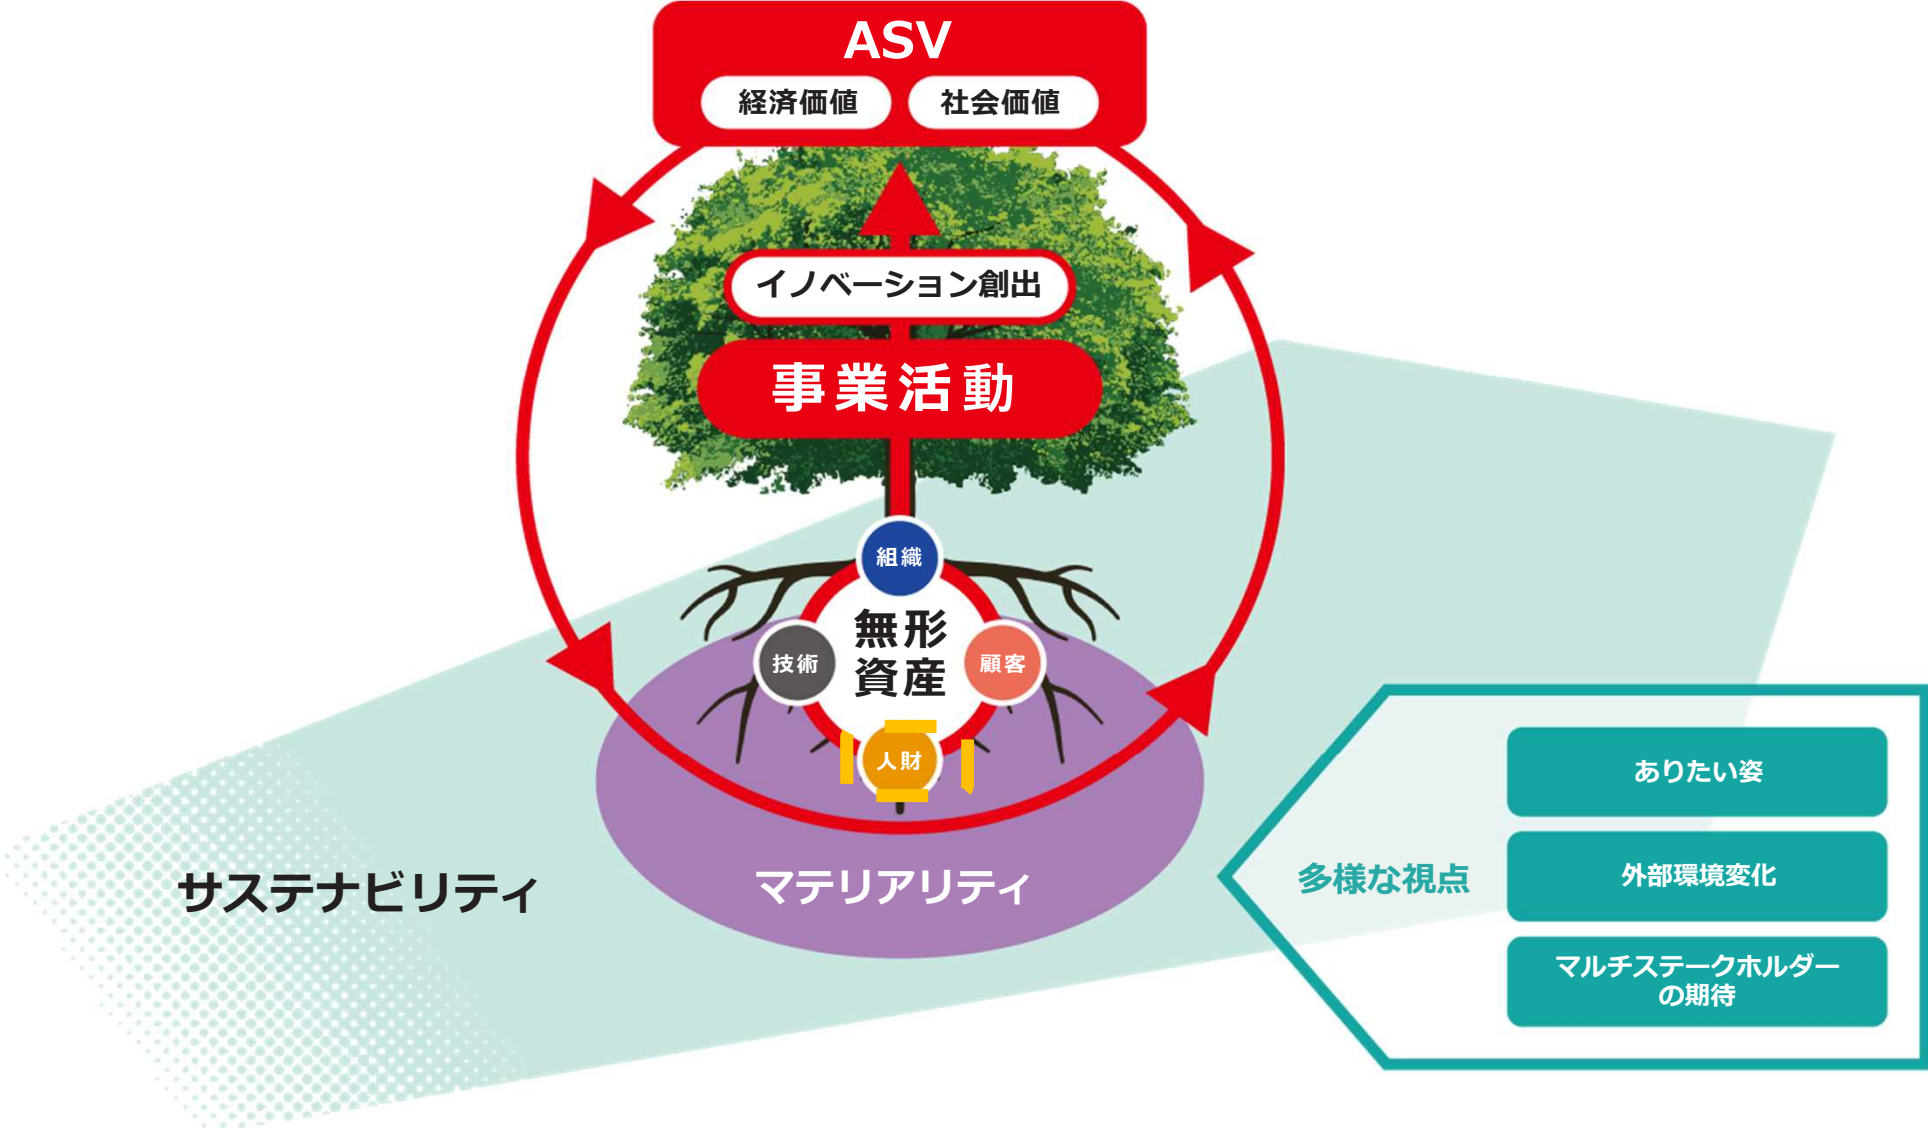 ASV
経済価値
社会価値
イノベーション創出
事業活動
組織
無形
資産
技術
顧客
人財
マテリアリティ
サステナビリティ
多様な視点
ありたい姿
外部環境変化
マルチステークホルダー
の期待